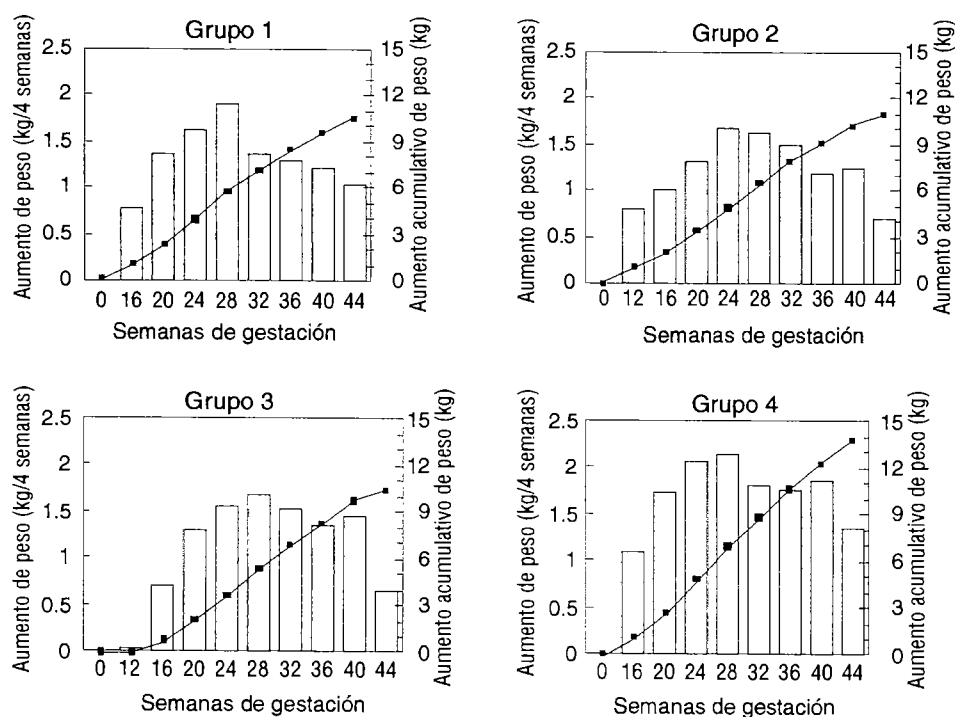 Grupo 1
Aumento de peso (kg/4 semanas)
2.5
2
1.5
1
0.5
0
15
12
9
6
3
0
Aumento acumulativo de peso (kg)
0 16 20 24 28 32 36 40 44
Semanas de gestación
Grupo 2
Aumento de peso (kg/4 semanas)
2.5
2
1.5
1
0.5
0
15
12
9
6
3
0
Aumento acumulativo de peso (kg)
0 12 16 20 24 28 32 36 40 44
Semanas de gestación
Grupo 3
Aumento de peso (kg/4 semanas)
2.5
2
1.5
1
0.5
0
15
12
9
6
3
0
Aumento acumulativo de peso (kg)
0 12 16 20 24 28 32 36 40 44
Semanas de gestación
Grupo 4
Aumento de peso (kg/4 semanas)
2.5
2
1.5
1
0.5
0
15
12
9
6
3
0
Aumento acumulativo de peso (kg)
0 16 20 24 28 32 36 40 44
Semanas de gestación